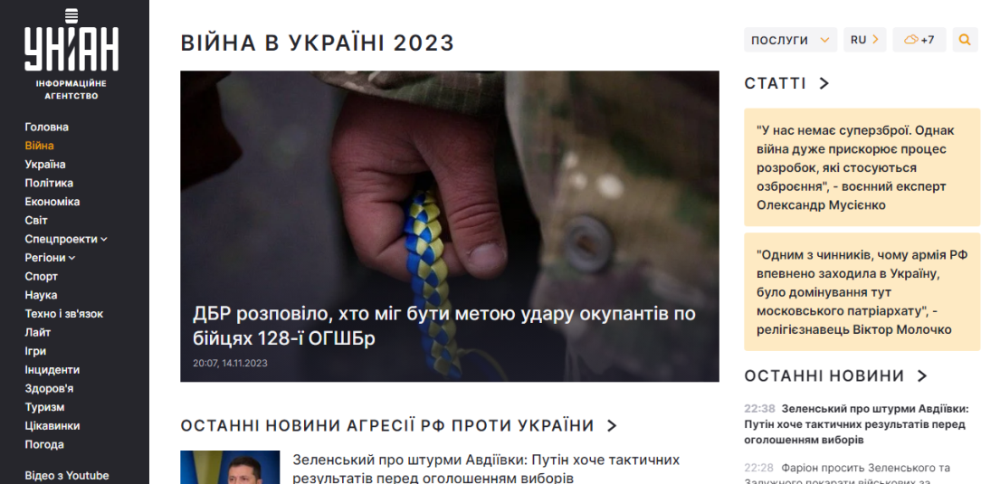 УНІАН
ІНФОРМАЦІЙНЕ
АГЕНТСТВО
Головна
Війна
Україна
Політика
Економіка
Світ
Спецпроекти
Регіони
Спорт
Наука
Техно і зв'язок
Лайт
Ігри
Інциденти
Здоров'я
Туризм
Цікавинки
Погода
Відео з Youtube
ВІЙНА В УКРАЇНІ 2023
ДБР розповіло, хто міг бути метою удару окупантів по
бійцях 128-ї ОГШБр
20:07, 14.11.2023
ОСТАННІ НОВИНИ АГРЕСІЇ РФ ПРОТИ УКРАЇНИ
Зеленський про штурми Авдіївки: Путін хоче тактичних
результатів перед оголошенням виборів
ПОСЛУГИ
RU
+7
СТАТТІ
"У нас немає суперзброї. Однак
війна дуже прискорює процес
розробок, які стосуються
озброєння", - воєнний експерт
Олександр Мусієнко
"Одним з чинників, чому армія РФ
впевнено заходила в Україну,
було домінування тут
московського патріархату", -
релігієзнавець Віктор Молочко
ОСТАННІ НОВИНИ
22:38 Зеленський про штурми Авдіївки:
Путін хоче тактичних результатів перед
оголошенням виборів
22:28 Фаріон просить Зеленського та
Залужного покарати військових за